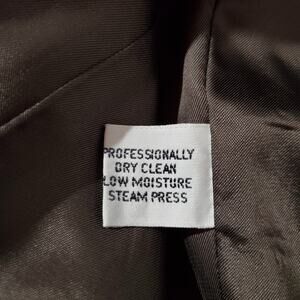 PROFESSIONALLY
DRY CLEAN
LOW MOISTURE
STEAM PRESS